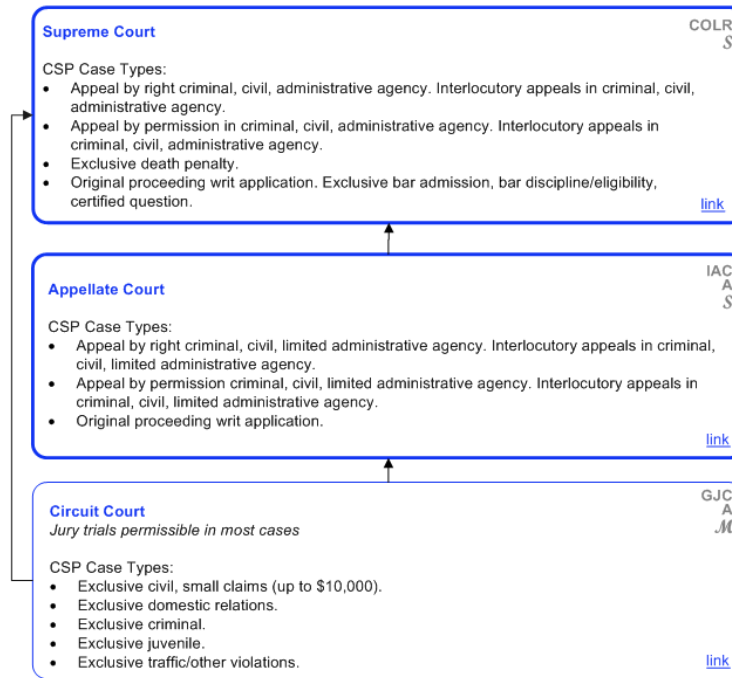 Supreme Court
COLR
S
CSP Case Types:
• Appeal by right criminal, civil, administrative agency. Interlocutory appeals in criminal, civil,
administrative agency.
• Appeal by permission in criminal, civil, administrative agency. Interlocutory appeals in
criminal, civil, administrative agency.
• Exclusive death penalty.
• Original proceeding writ application. Exclusive bar admission, bar discipline/eligibility,
certified question.
link
IAC
Appellate Court
A
S
CSP Case Types:
• Appeal by right criminal, civil, limited administrative agency. Interlocutory appeals in criminal,
civil, limited administrative agency.
• Appeal by permission criminal, civil, limited administrative agency. Interlocutory appeals in
criminal, civil, limited administrative agency.
• Original proceeding writ application.
link
GJC
Circuit Court
A
Jury trials permissible in most cases
M
CSP Case Types:
• Exclusive civil, small claims (up to $10,000).
• Exclusive domestic relations.
• Exclusive criminal.
• Exclusive juvenile.
• Exclusive traffic/other violations.
link